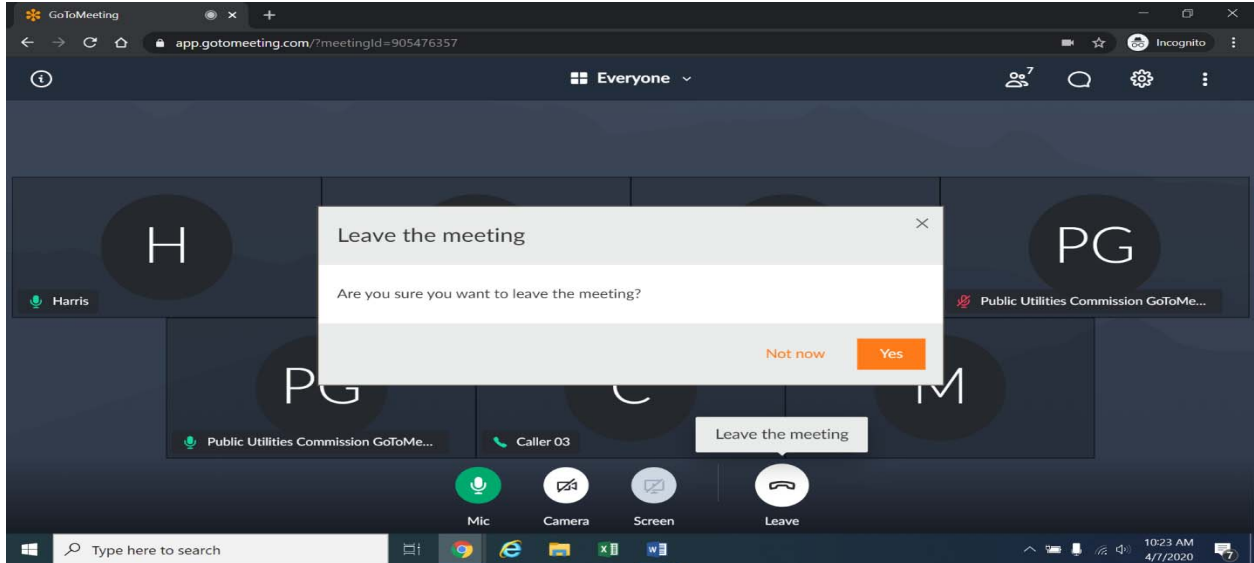 GoToMeeting
app.gotomeeting.com/?meetingId=905476357
Incognito
Everyone
7
H
PG
Harris
Public Utilities Commission GoToMe...
Leave the meeting
Are you sure you want to leave the meeting?
Not now
Yes
PG
C
M
Public Utilities Commission GoToMe...
Caller 03
Leave the meeting
Mic
Camera
Screen
Leave
Type here to search
10:23 AM
4/7/2020
7